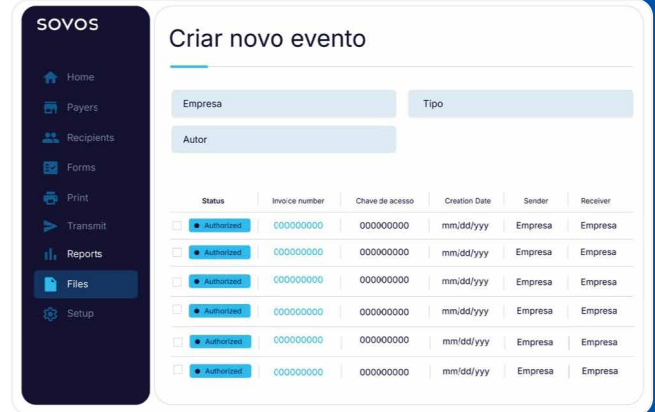 SOVOS
Home
Payers
Recipients
Forms
Print
Transmit
Reports
Files
Setup
Criar novo evento
Empresa Tipo
Autor
Status Invoice number Chave de acesso Creation Date Sender Receiver
Authorized 000000000 000000000 mm/dd/yyy Empresa Empresa
Authorized 000000000 000000000 mm/dd/yyy Empresa Empresa
Authorized 000000000 000000000 mm/dd/yyy Empresa Empresa
Authorized 000000000 000000000 mm/dd/yyy Empresa Empresa
Authorized 000000000 000000000 mm/dd/yyy Empresa Empresa
Authorized 000000000 000000000 mm/dd/yyy Empresa Empresa